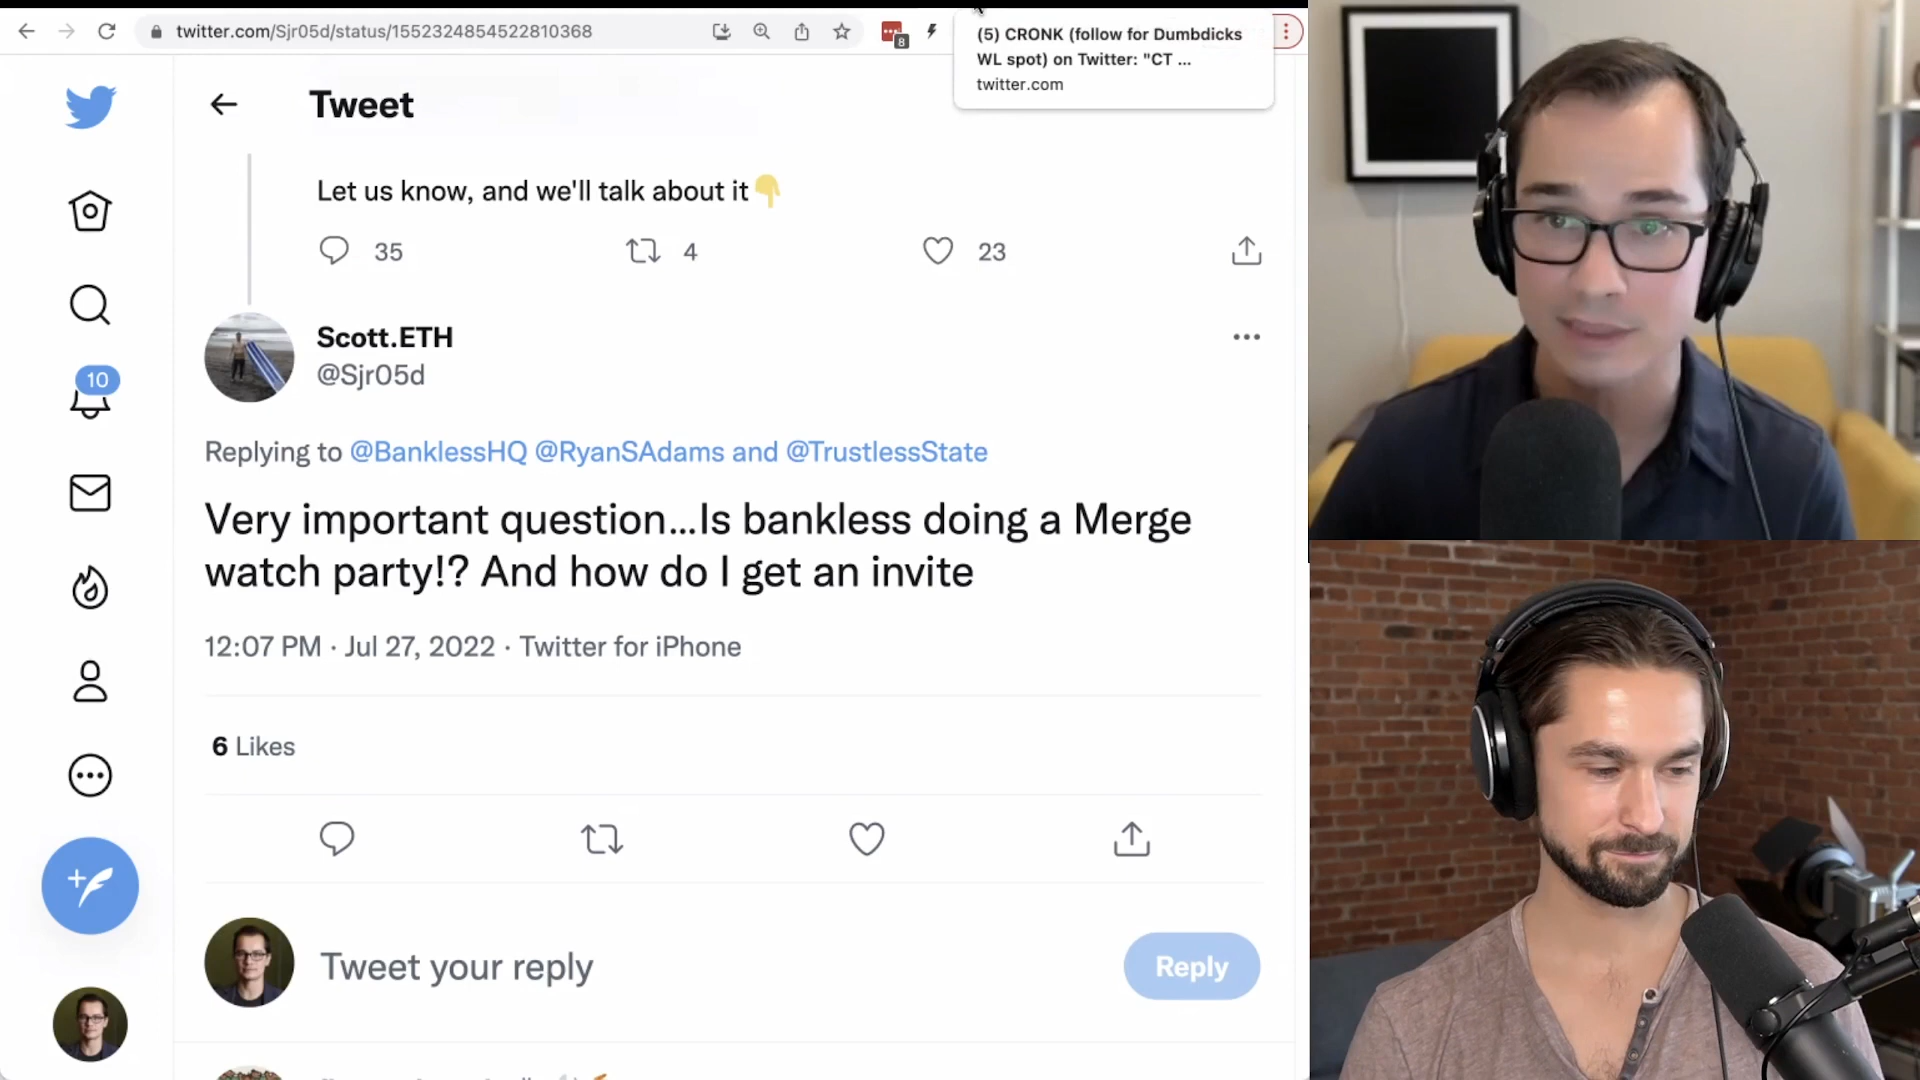 twitter.com/Sjr05d/status/1552324854522810368
8
(5) CRONK (follow for Dumbdicks
WL spot) on Twitter: "CT ...
twitter.com
Tweet
Let us know, and we'll talk about it👇
35 4 23
Scott.ETH
@Sjr05d
10
Replying to @BanklessHQ @RyanSAdams and @TrustlessState
Very important question...Is bankless doing a Merge
watch party!? And how do I get an invite
12:07 PM · Jul 27, 2022 · Twitter for iPhone
6 Likes
Tweet your reply
Reply